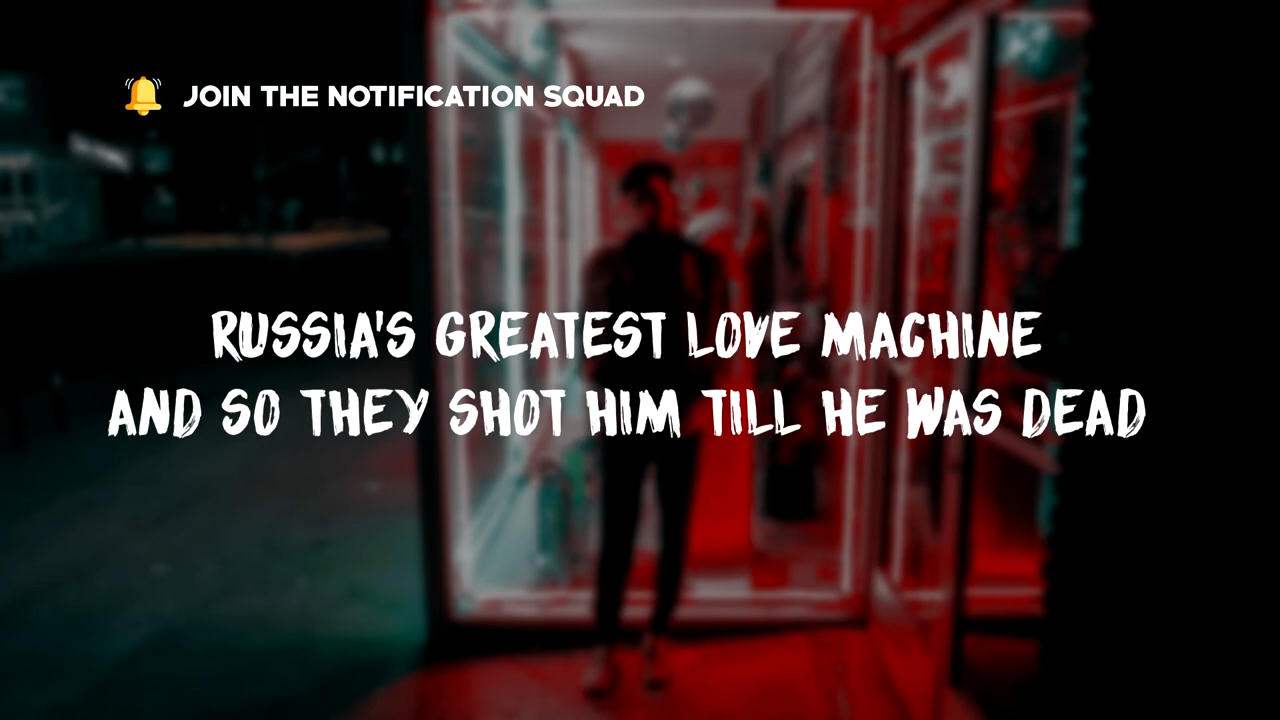 JOIN THE NOTIFICATION SQUAD
RUSSIA'S GREATEST LOVE MACHINE
AND SO THEY SHOT HIM TILL HE WAS DEAD